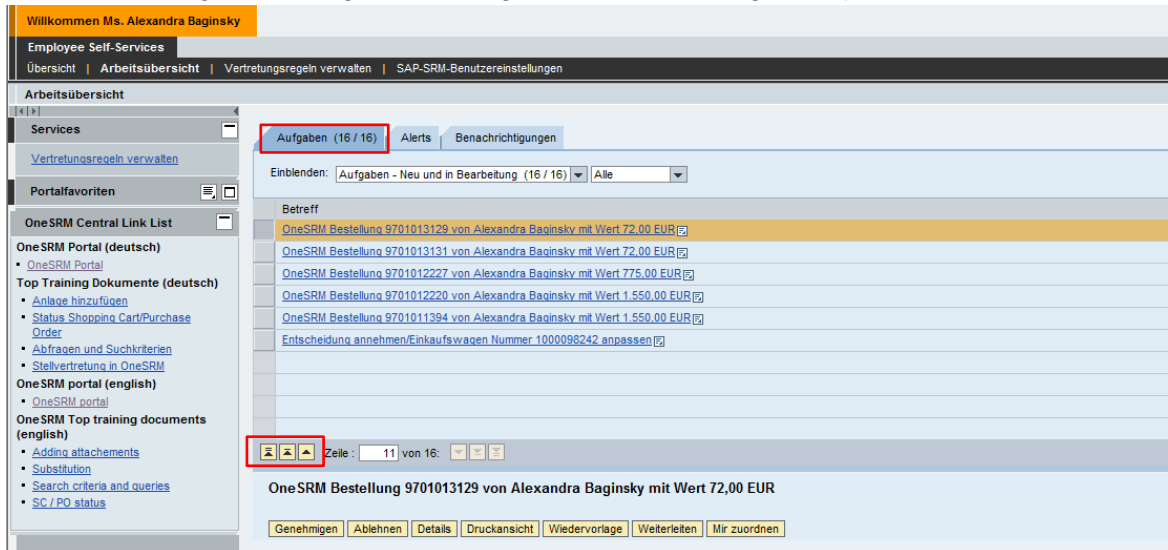 Willkommen Ms. Alexandra Baginsky
Employee Self-Services
Übersicht | Arbeitsübersicht | Vertretungsregeln verwalten | SAP-SRM-Benutzereinstellungen
Arbeitsübersicht
Services
Vertretungsregeln verwalten
Portalfavoriten
OneSRM Central Link List
OneSRM Portal (deutsch)
OneSRM Portal
Top Training Dokumente (deutsch)
Anlage hinzufügen
Status Shopping Cart/Purchase
Order
Abfragen und Suchkriterien
Stellvertretung in OneSRM
OneSRM portal (english)
OneSRM portal
OneSRM Top training documents
(english)
Adding attachements
Substitution
Search criteria and queries
SC / PO status
Aufgaben (16 / 16) Alerts Benachrichtigungen
Einblenden: Aufgaben - Neu und in Bearbeitung (16 / 16) Alle
Betreff
OneSRM Bestellung 9701013129 von Alexandra Baginsky mit Wert 72,00 EUR
OneSRM Bestellung 9701013131 von Alexandra Baginsky mit Wert 72,00 EUR
OneSRM Bestellung 9701012227 von Alexandra Baginsky mit Wert 775,00 EUR
OneSRM Bestellung 9701012220 von Alexandra Baginsky mit Wert 1.550,00 EUR
OneSRM Bestellung 9701011394 von Alexandra Baginsky mit Wert 1.550,00 EUR
Entscheidung annehmen/Einkaufswagen Nummer 1000098242 anpassen
Zeile : 11 von 16:
OneSRM Bestellung 9701013129 von Alexandra Baginsky mit Wert 72,00 EUR
Genehmigen Ablehnen Details Druckansicht Wiedervorlage Weiterleiten Mir zuordnen